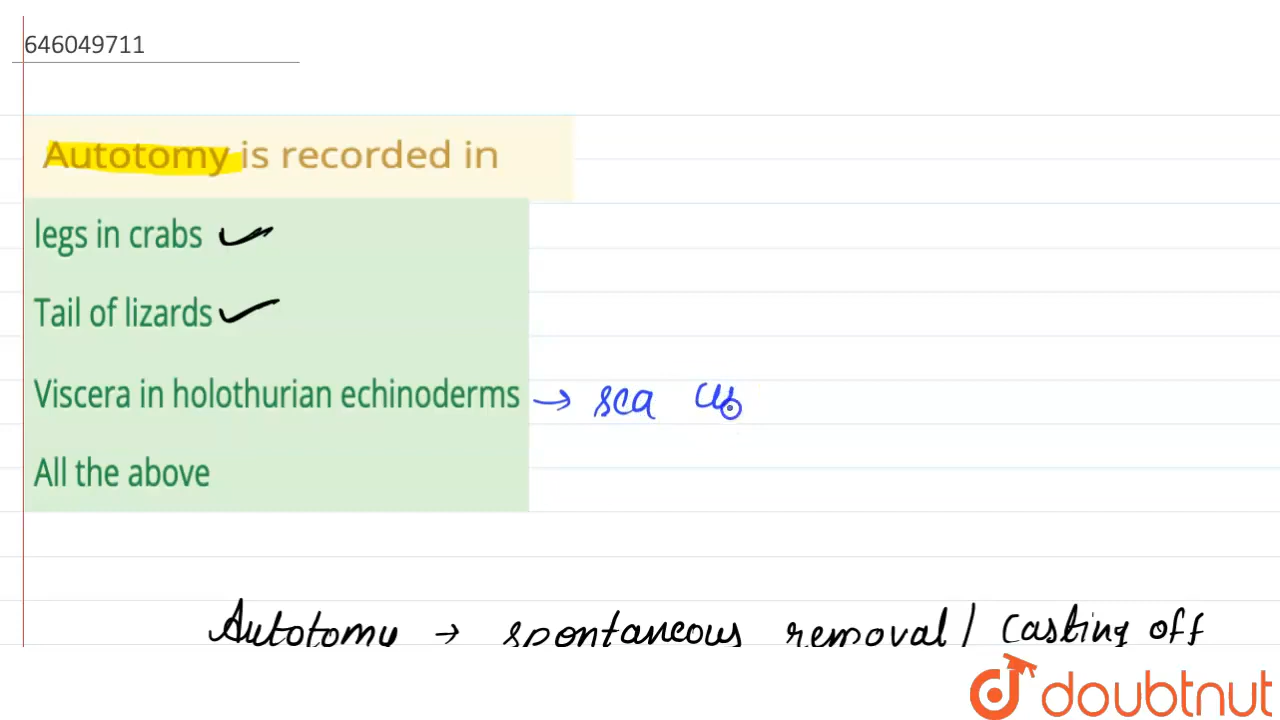 646049711
Autotomy is recorded in
legs in crabs
Tail of lizards
Viscera in holothurian echinoderms → sea cu
All the above
Autotomy → spontaneous removal / casting off
doubtnut